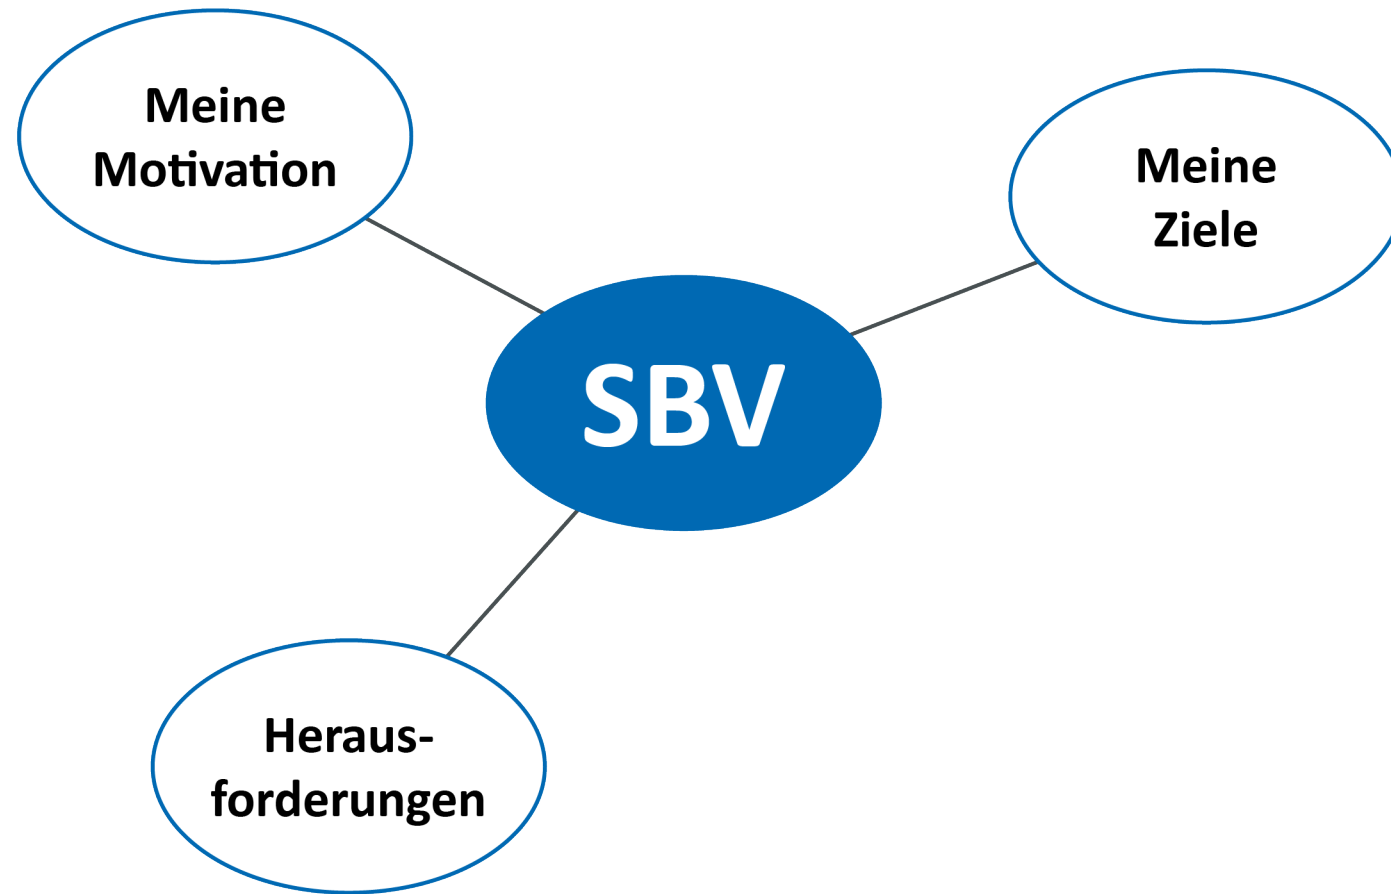 Meine
Motivation
Meine
Ziele
SBV
Heraus-
forderungen